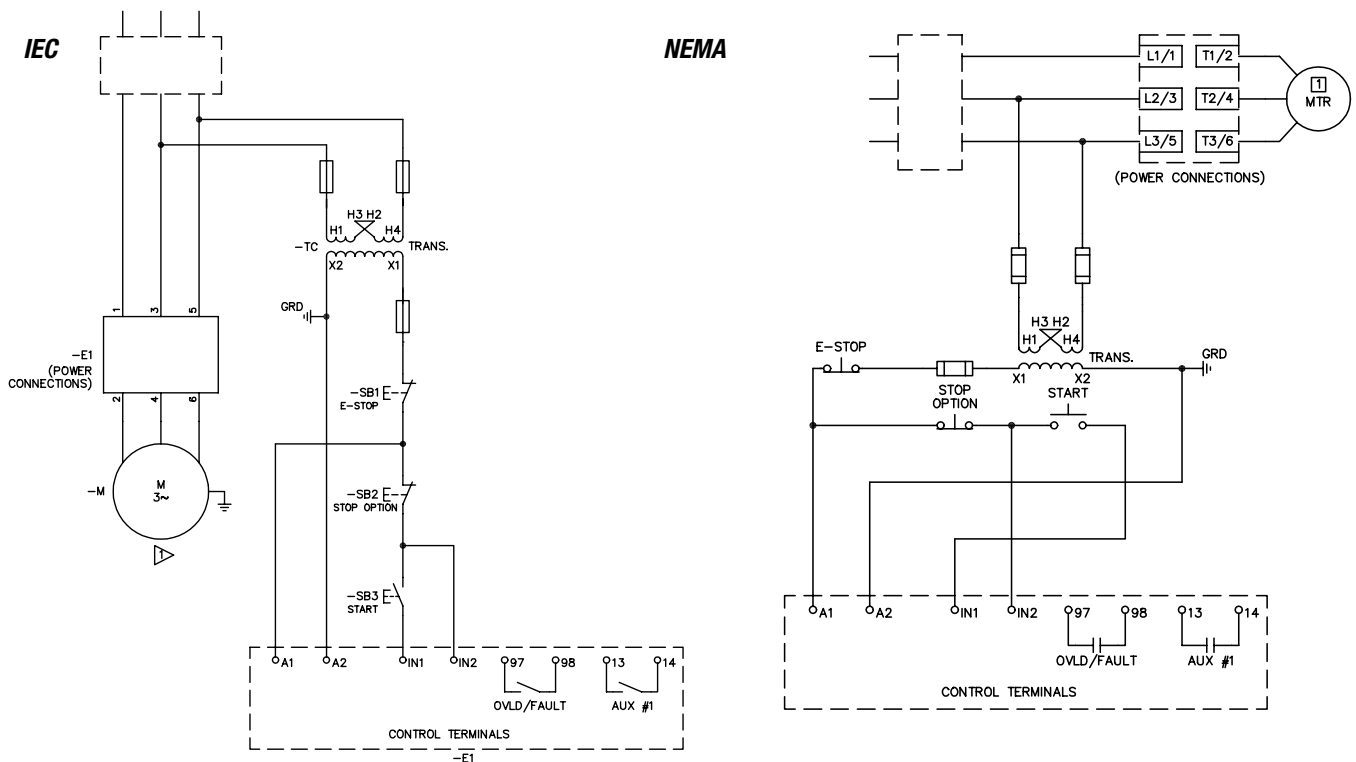 IEC
H3 H2
H1
H4
-TC
TRANS.
X2
X1
GRD
1
3
5
-E1
(POWER
CONNECTIONS)
2
4
6
-SB1
E-STOP
-M
M
3~
1
-SB2
STOP OPTION
-SB3
START
A1
A2
IN1
IN2
97
98
13
14
OVLD/FAULT
AUX #1
CONTROL TERMINALS
-E1
NEMA
L1/1
T1/2
1
MTR
L2/3
T2/4
L3/5
T3/6
(POWER CONNECTIONS)
H3 H2
H1
H4
E-STOP
TRANS.
GRD
X1
X2
STOP
OPTION
START
A1
A2
IN1
IN2
97
98
13
14
OVLD/FAULT
AUX #1
CONTROL TERMINALS